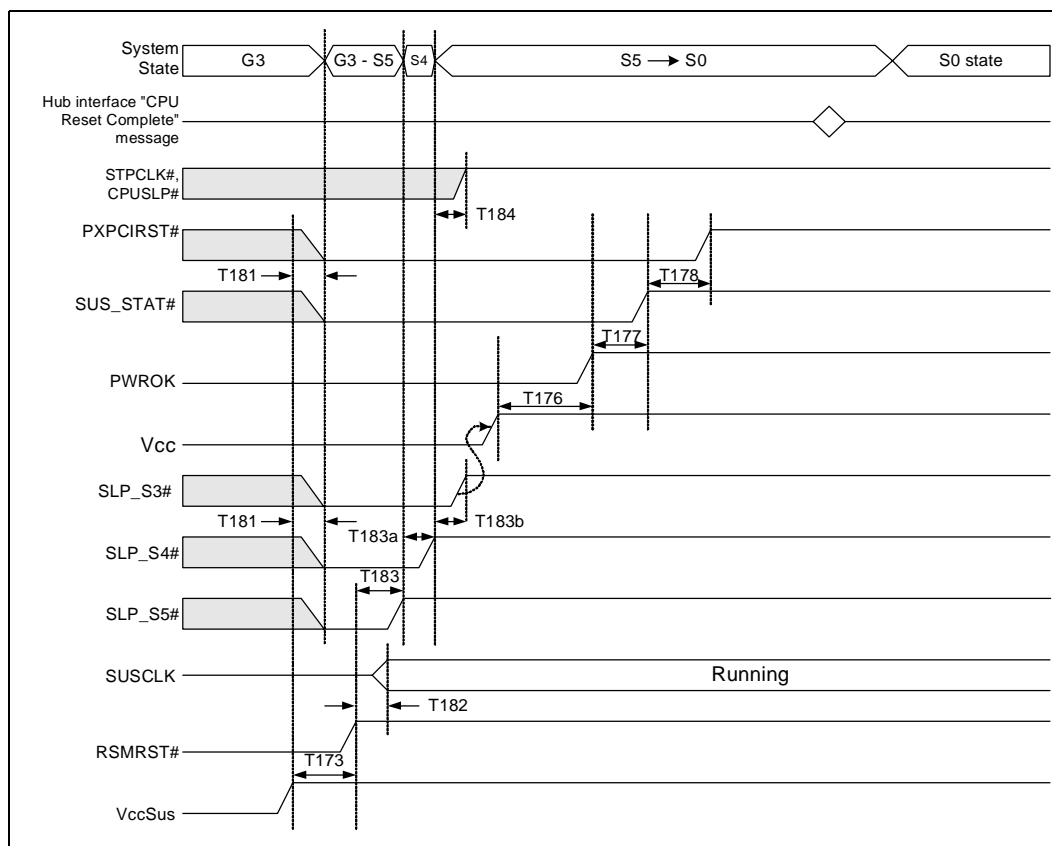 System
State
G3
G3 - S5
S4
S5 → S0
S0 state
Hub interface "CPU
Reset Complete"
message
STPCLK#,
CPUSLP#
T184
PXPCIRST#
T181
T178
SUS_STAT#
T177
PWROK
T176
Vcc
SLP_S3#
T181
T183a
T183b
SLP_S4#
T183
SLP_S5#
SUSCLK
Running
T182
RSMRST#
T173
VccSus